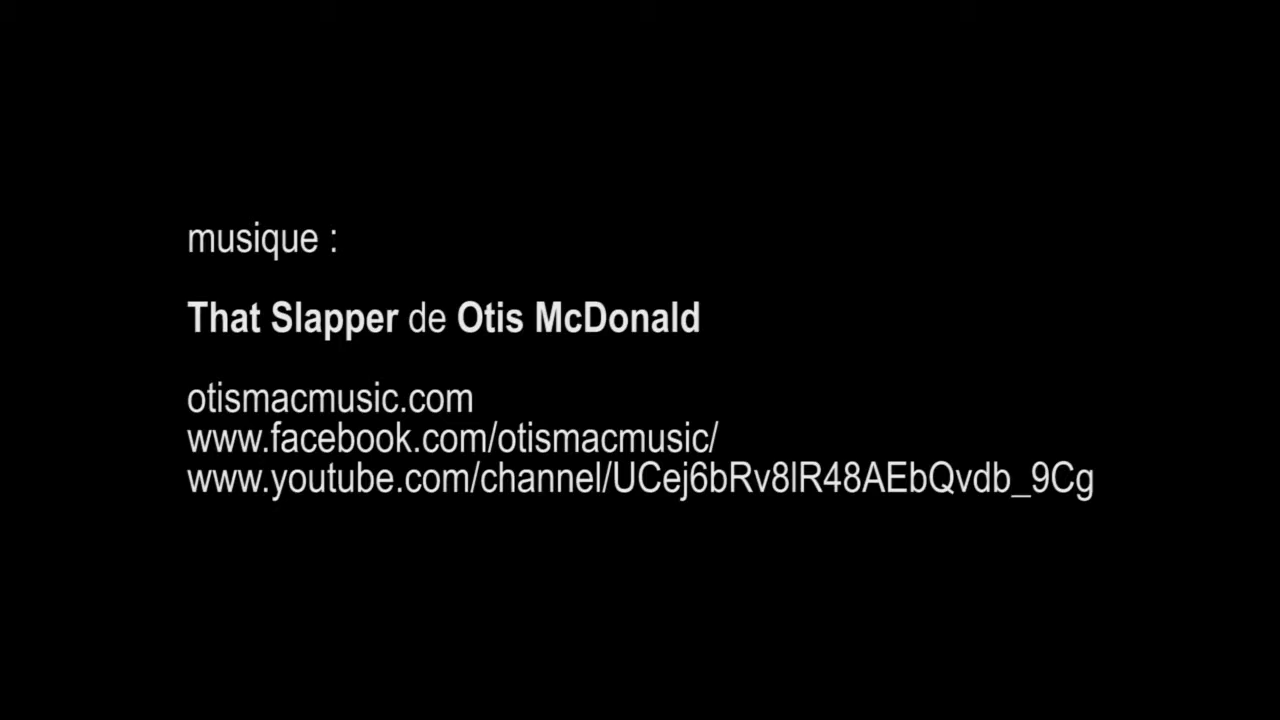 musique :
That Slapper de Otis McDonald
otismacmusic.com
www.facebook.com/otismacmusic/
www.youtube.com/channel/UCej6bRv8lR48AEbQvdb_9Cg